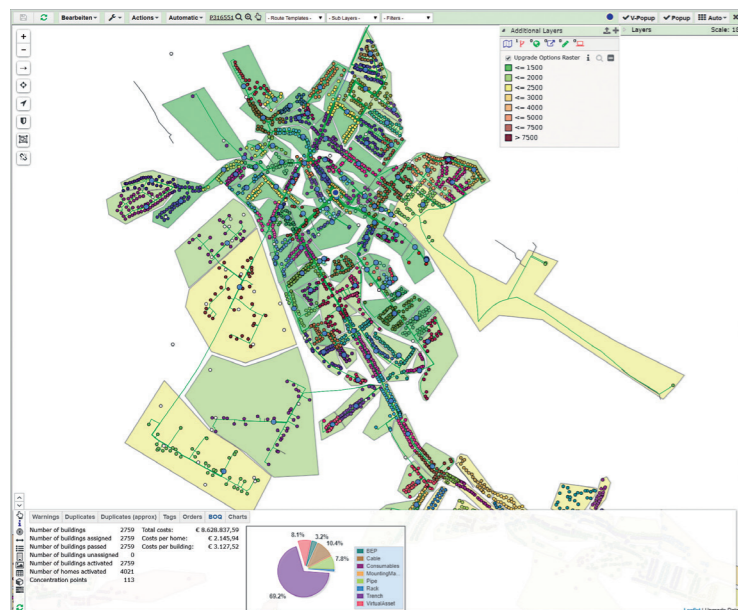 Bearbeiten
Actions
Automatic
P316551
- Route Templates -
- Sub Layers -
- Filters -
V-Popup
Popup
Auto
Additional Layers
Layers
Scale: 18
Upgrade Options Raster
<= 1500
<= 2000
<= 2500
<= 3000
<= 4000
<= 5000
<= 7500
> 7500
Warnings
Duplicates
Duplicates (approx)
Tags
Orders
BOQ
Charts
Number of buildings 2759 Total costs: € 8.628.837,59
Number of buildings assigned 2759 Costs per home: € 2.145,94
Number of buildings passed 2759 Costs per building: € 3.127,52
Number of buildings unassigned 0
Number of buildings activated 2759
Number of homes activated 4021
Concentration points 113
8.1%
3.2%
10.4%
7.8%
69.2%
BEP
Cable
Consumables
MountingMa...
Pipe
Rack
Trench
VirtualAsset